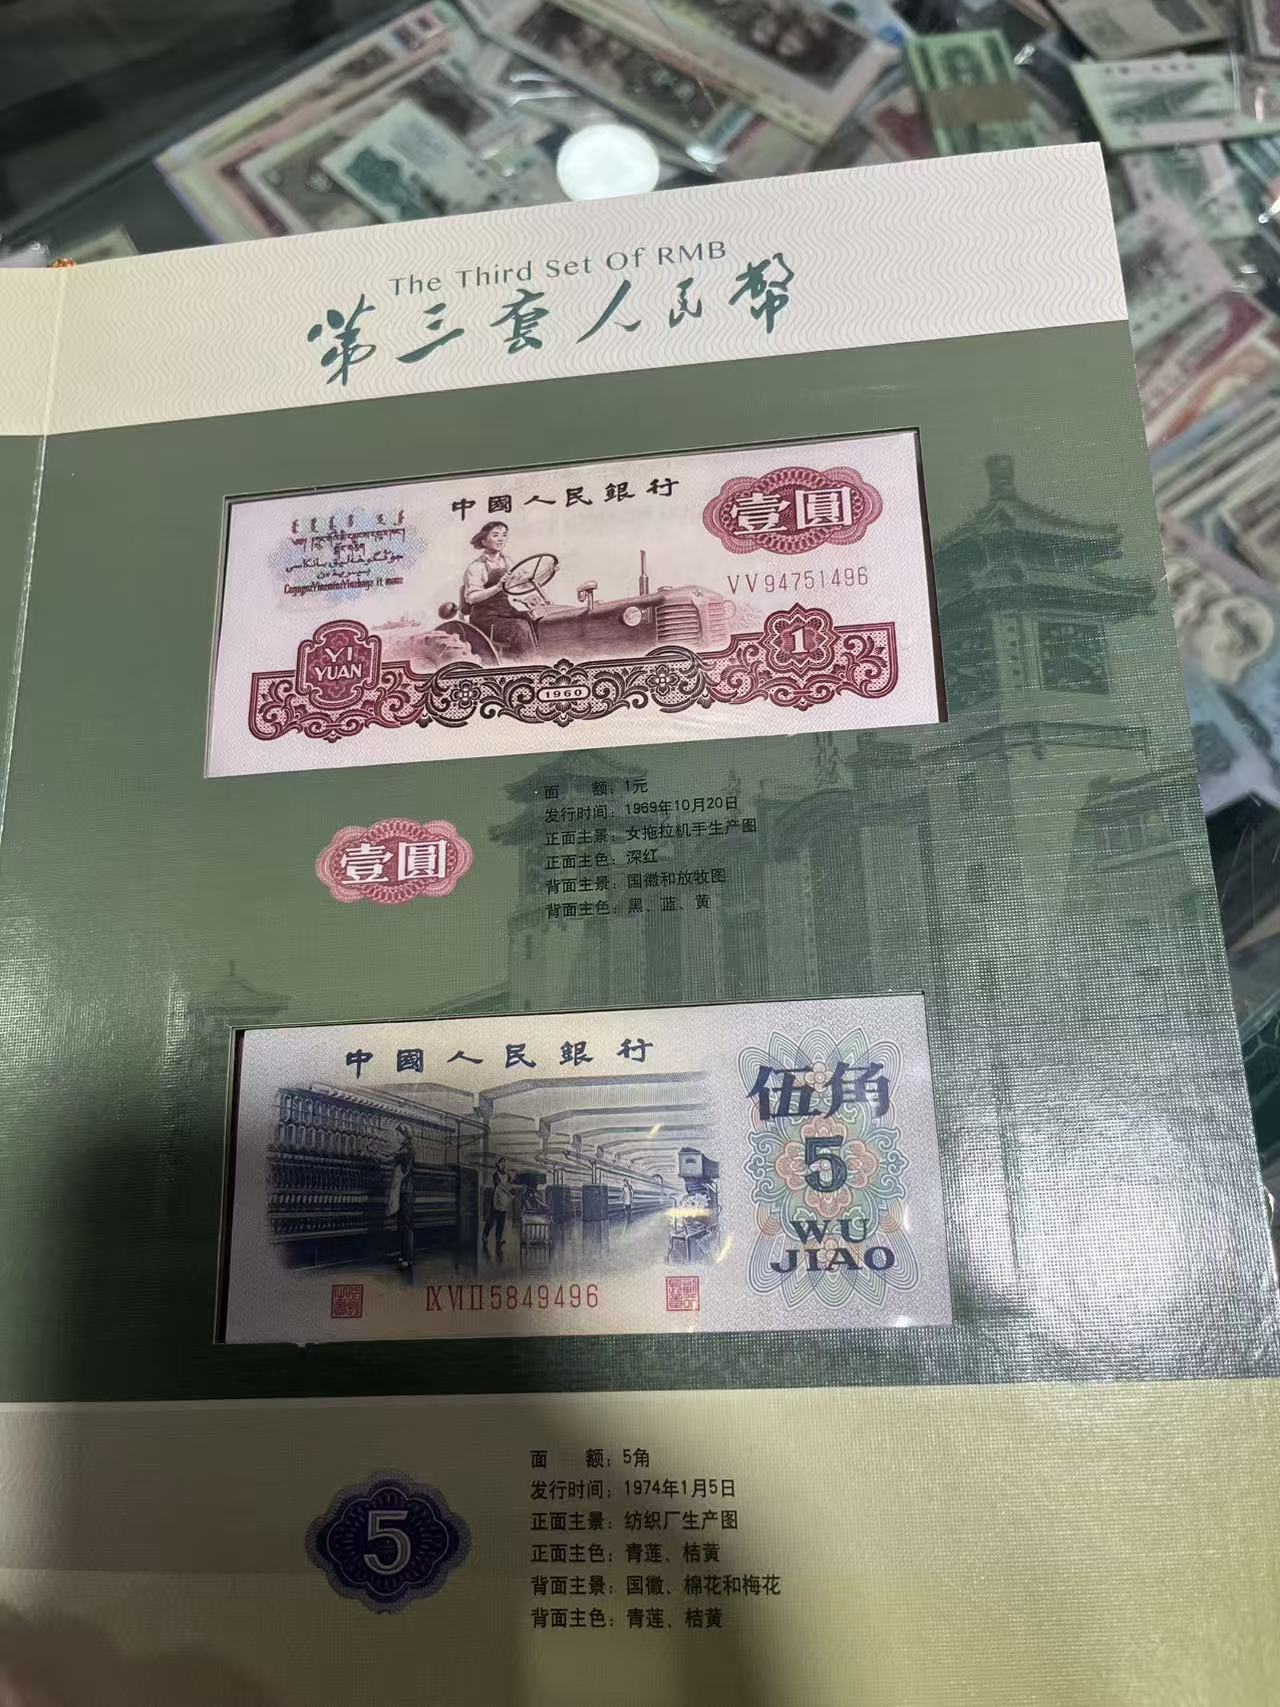 The Third Set Of RMB
第三套人民幣
中國人民銀行
壹圓
VV94751496
YI
YUAN
1
1960
面 额：1元
发行时间：1969年10月20日
正面主景：女拖拉机手生产图
正面主色：深红
背面主景：国徽和放牧图
背面主色：黑、蓝、黄
壹圓
中國人民銀行
伍角
5
WU
JIAO
IX VI II 5849496
面 额：5角
发行时间：1974年1月5日
正面主景：纺织厂生产图
正面主色：青莲、桔黄
背面主景：国徽、棉花和梅花
背面主色：青莲、桔黄
5